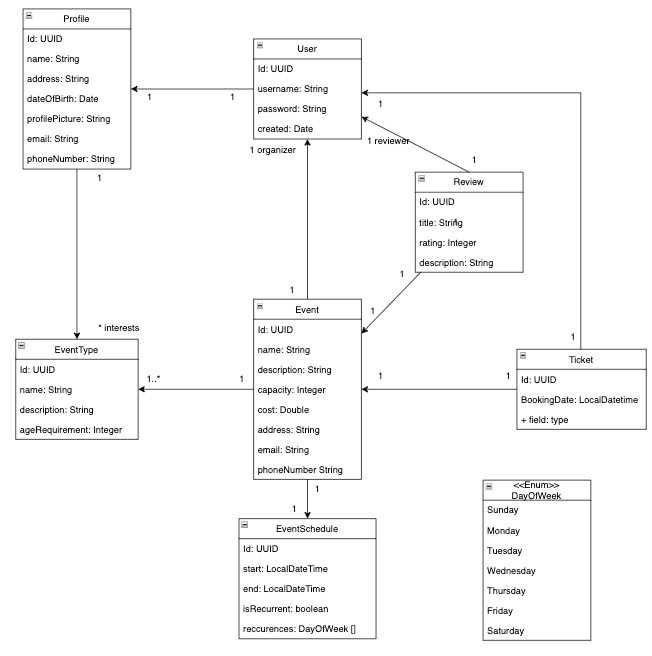 Profile
Id: UUID
name: String
address: String
dateOfBirth: Date
profilePicture: String
email: String
phoneNumber: String
1
1
1
User
Id: UUID
username: String
password: String
created: Date
1 organizer
1
1 reviewer
1
Review
Id: UUID
title: String
rating: Integer
description: String
1
1
1
Event
Id: UUID
name: String
description: String
capacity: Integer
cost: Double
address: String
email: String
phoneNumber String
* interests
EventType
Id: UUID
name: String
description: String
ageRequirement: Integer
1..*
1
1
1
1
Ticket
Id: UUID
BookingDate: LocalDatetime
+ field: type
1
1
EventSchedule
Id: UUID
start: LocalDateTime
end: LocalDateTime
isRecurrent: boolean
reccurences: DayOfWeek []
<<Enum>>
DayOfWeek
Sunday
Monday
Tuesday
Wednesday
Thursday
Friday
Saturday